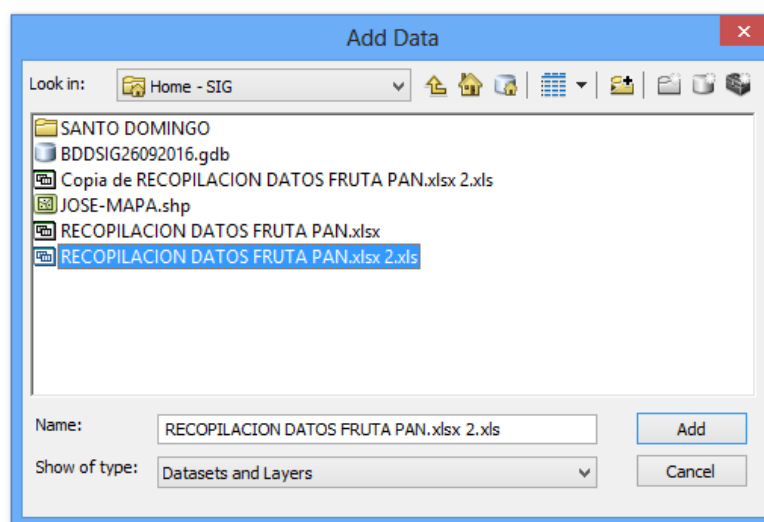 Add Data
Look in: Home - SIG
SANTO DOMINGO
BDDSIG26092016.gdb
Copia de RECOPILACION DATOS FRUTA PAN.xlsx 2.xls
JOSE-MAPA.shp
RECOPILACION DATOS FRUTA PAN.xlsx
RECOPILACION DATOS FRUTA PAN.xlsx 2.xls
Name: RECOPILACION DATOS FRUTA PAN.xlsx 2.xls Add
Show of type: Datasets and Layers Cancel